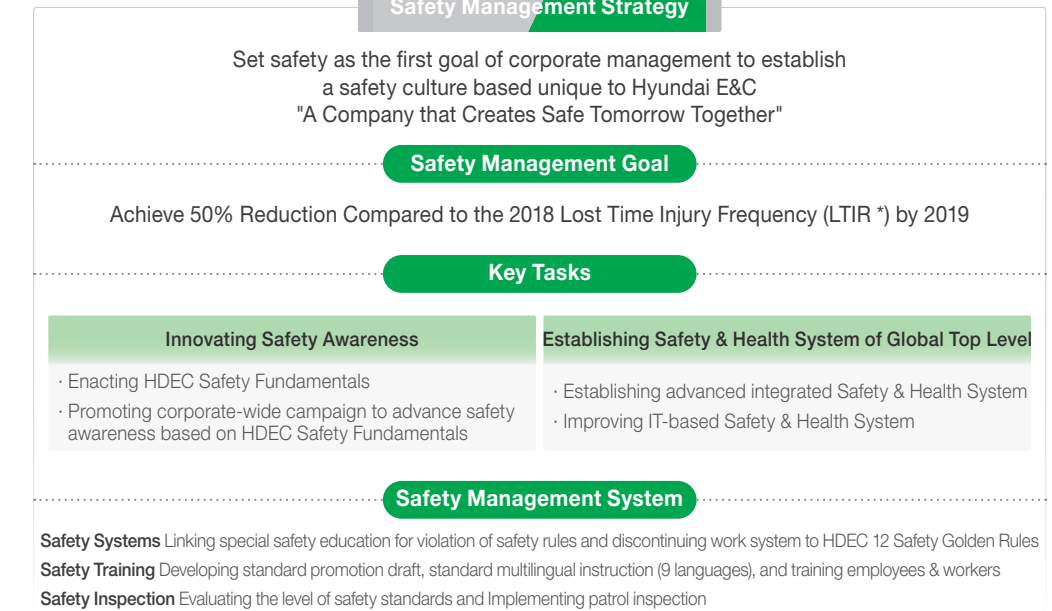 Safety Management Strategy
Set safety as the first goal of corporate management to establish
a safety culture based unique to Hyundai E&C
"A Company that Creates Safe Tomorrow Together"
Safety Management Goal
Achieve 50% Reduction Compared to the 2018 Lost Time Injury Frequency (LTIR *) by 2019
Key Tasks
Innovating Safety Awareness
· Enacting HDEC Safety Fundamentals
· Promoting corporate-wide campaign to advance safety
awareness based on HDEC Safety Fundamentals
Establishing Safety & Health System of Global Top Level
· Establishing advanced integrated Safety & Health System
· Improving IT-based Safety & Health System
Safety Management System
Safety Systems Linking special safety education for violation of safety rules and discontinuing work system to HDEC 12 Safety Golden Rules
Safety Training Developing standard promotion draft, standard multilingual instruction (9 languages), and training employees & workers
Safety Inspection Evaluating the level of safety standards and Implementing patrol inspection